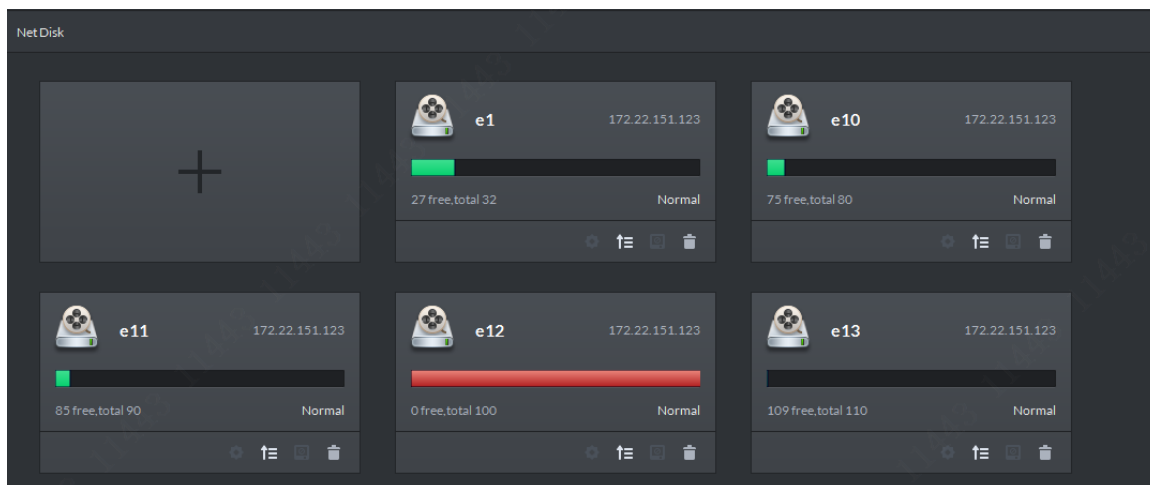 Net Disk
e1 172.22.151.123
27 free,total 32 Normal
e10 172.22.151.123
75 free,total 80 Normal
e11 172.22.151.123
85 free,total 90 Normal
e12 172.22.151.123
0 free,total 100 Normal
e13 172.22.151.123
109 free,total 110 Normal